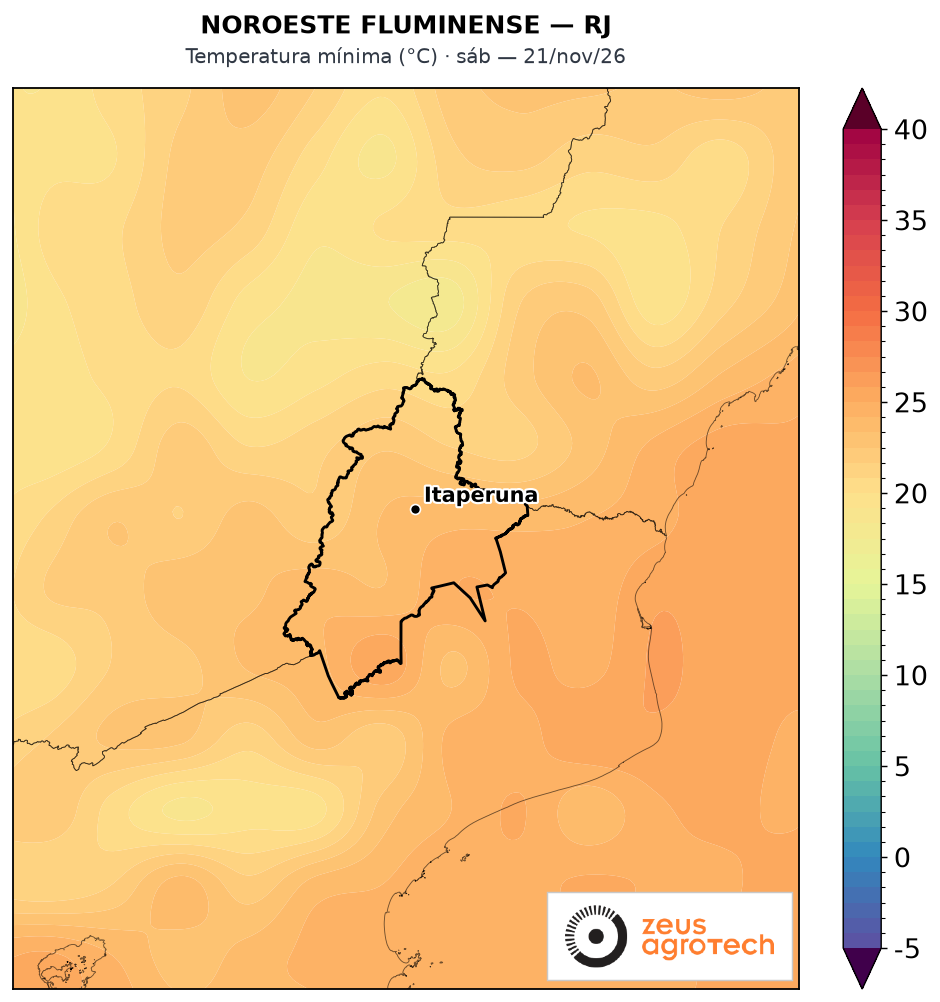 NOROESTE FLUMINENSE — RJ
Temperatura mínima (°C) · sáb — 21/nov/26
40
35
30
25
20
15
10
5
0
-5
Itaperuna
zeus
agrotech